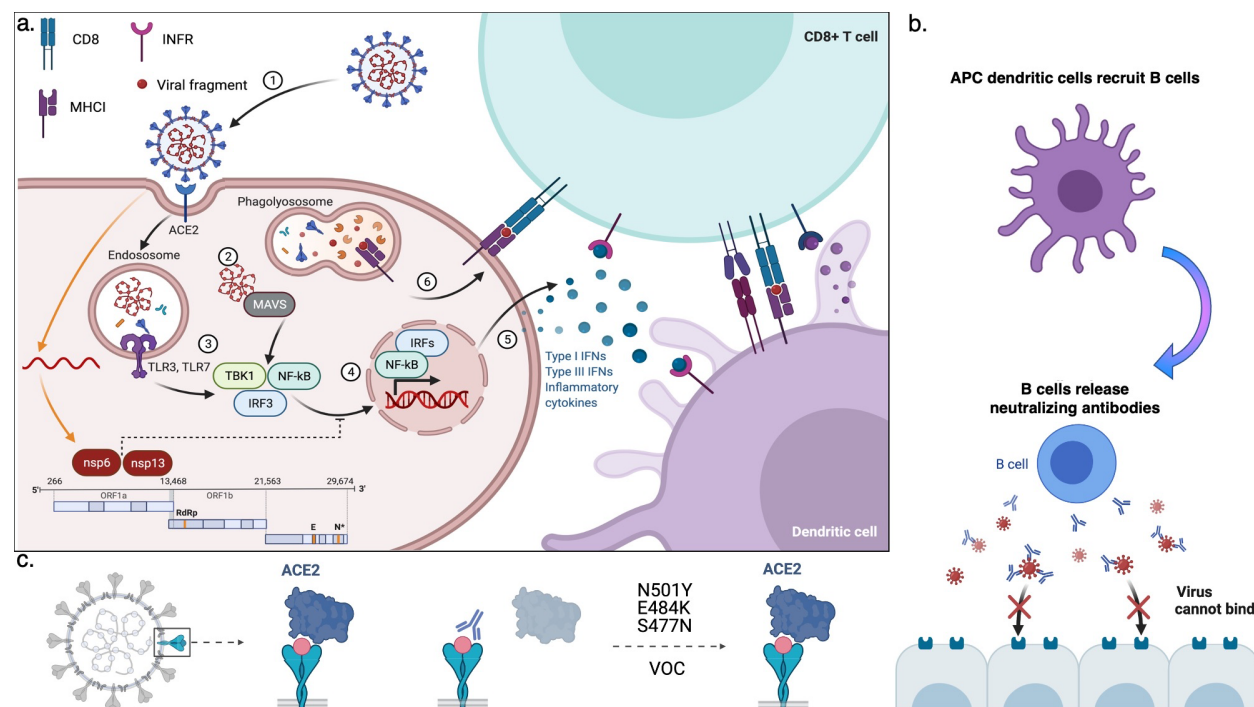 a.
CD8
INFR
Viral fragment
MHCI
1
CD8+ T cell
ACE2
Phagolyososome
Endososome
2
MAVS
6
3
TLR3, TLR7
TBK1
NF-kB
IRF3
4
IRFs
NF-kB
5
Type I IFNs
Type III IFNs
Inflammatory
cytokines
nsp6
nsp13
266
13,468
21,563
29,674
5'
3'
ORF1a
ORF1b
RdRp
E
N*
Dendritic cell
b.
APC dendritic cells recruit B cells
B cells release
neutralizing antibodies
B cell
Virus
cannot bind
c.
ACE2
N501Y
E484K
S477N
VOC
ACE2